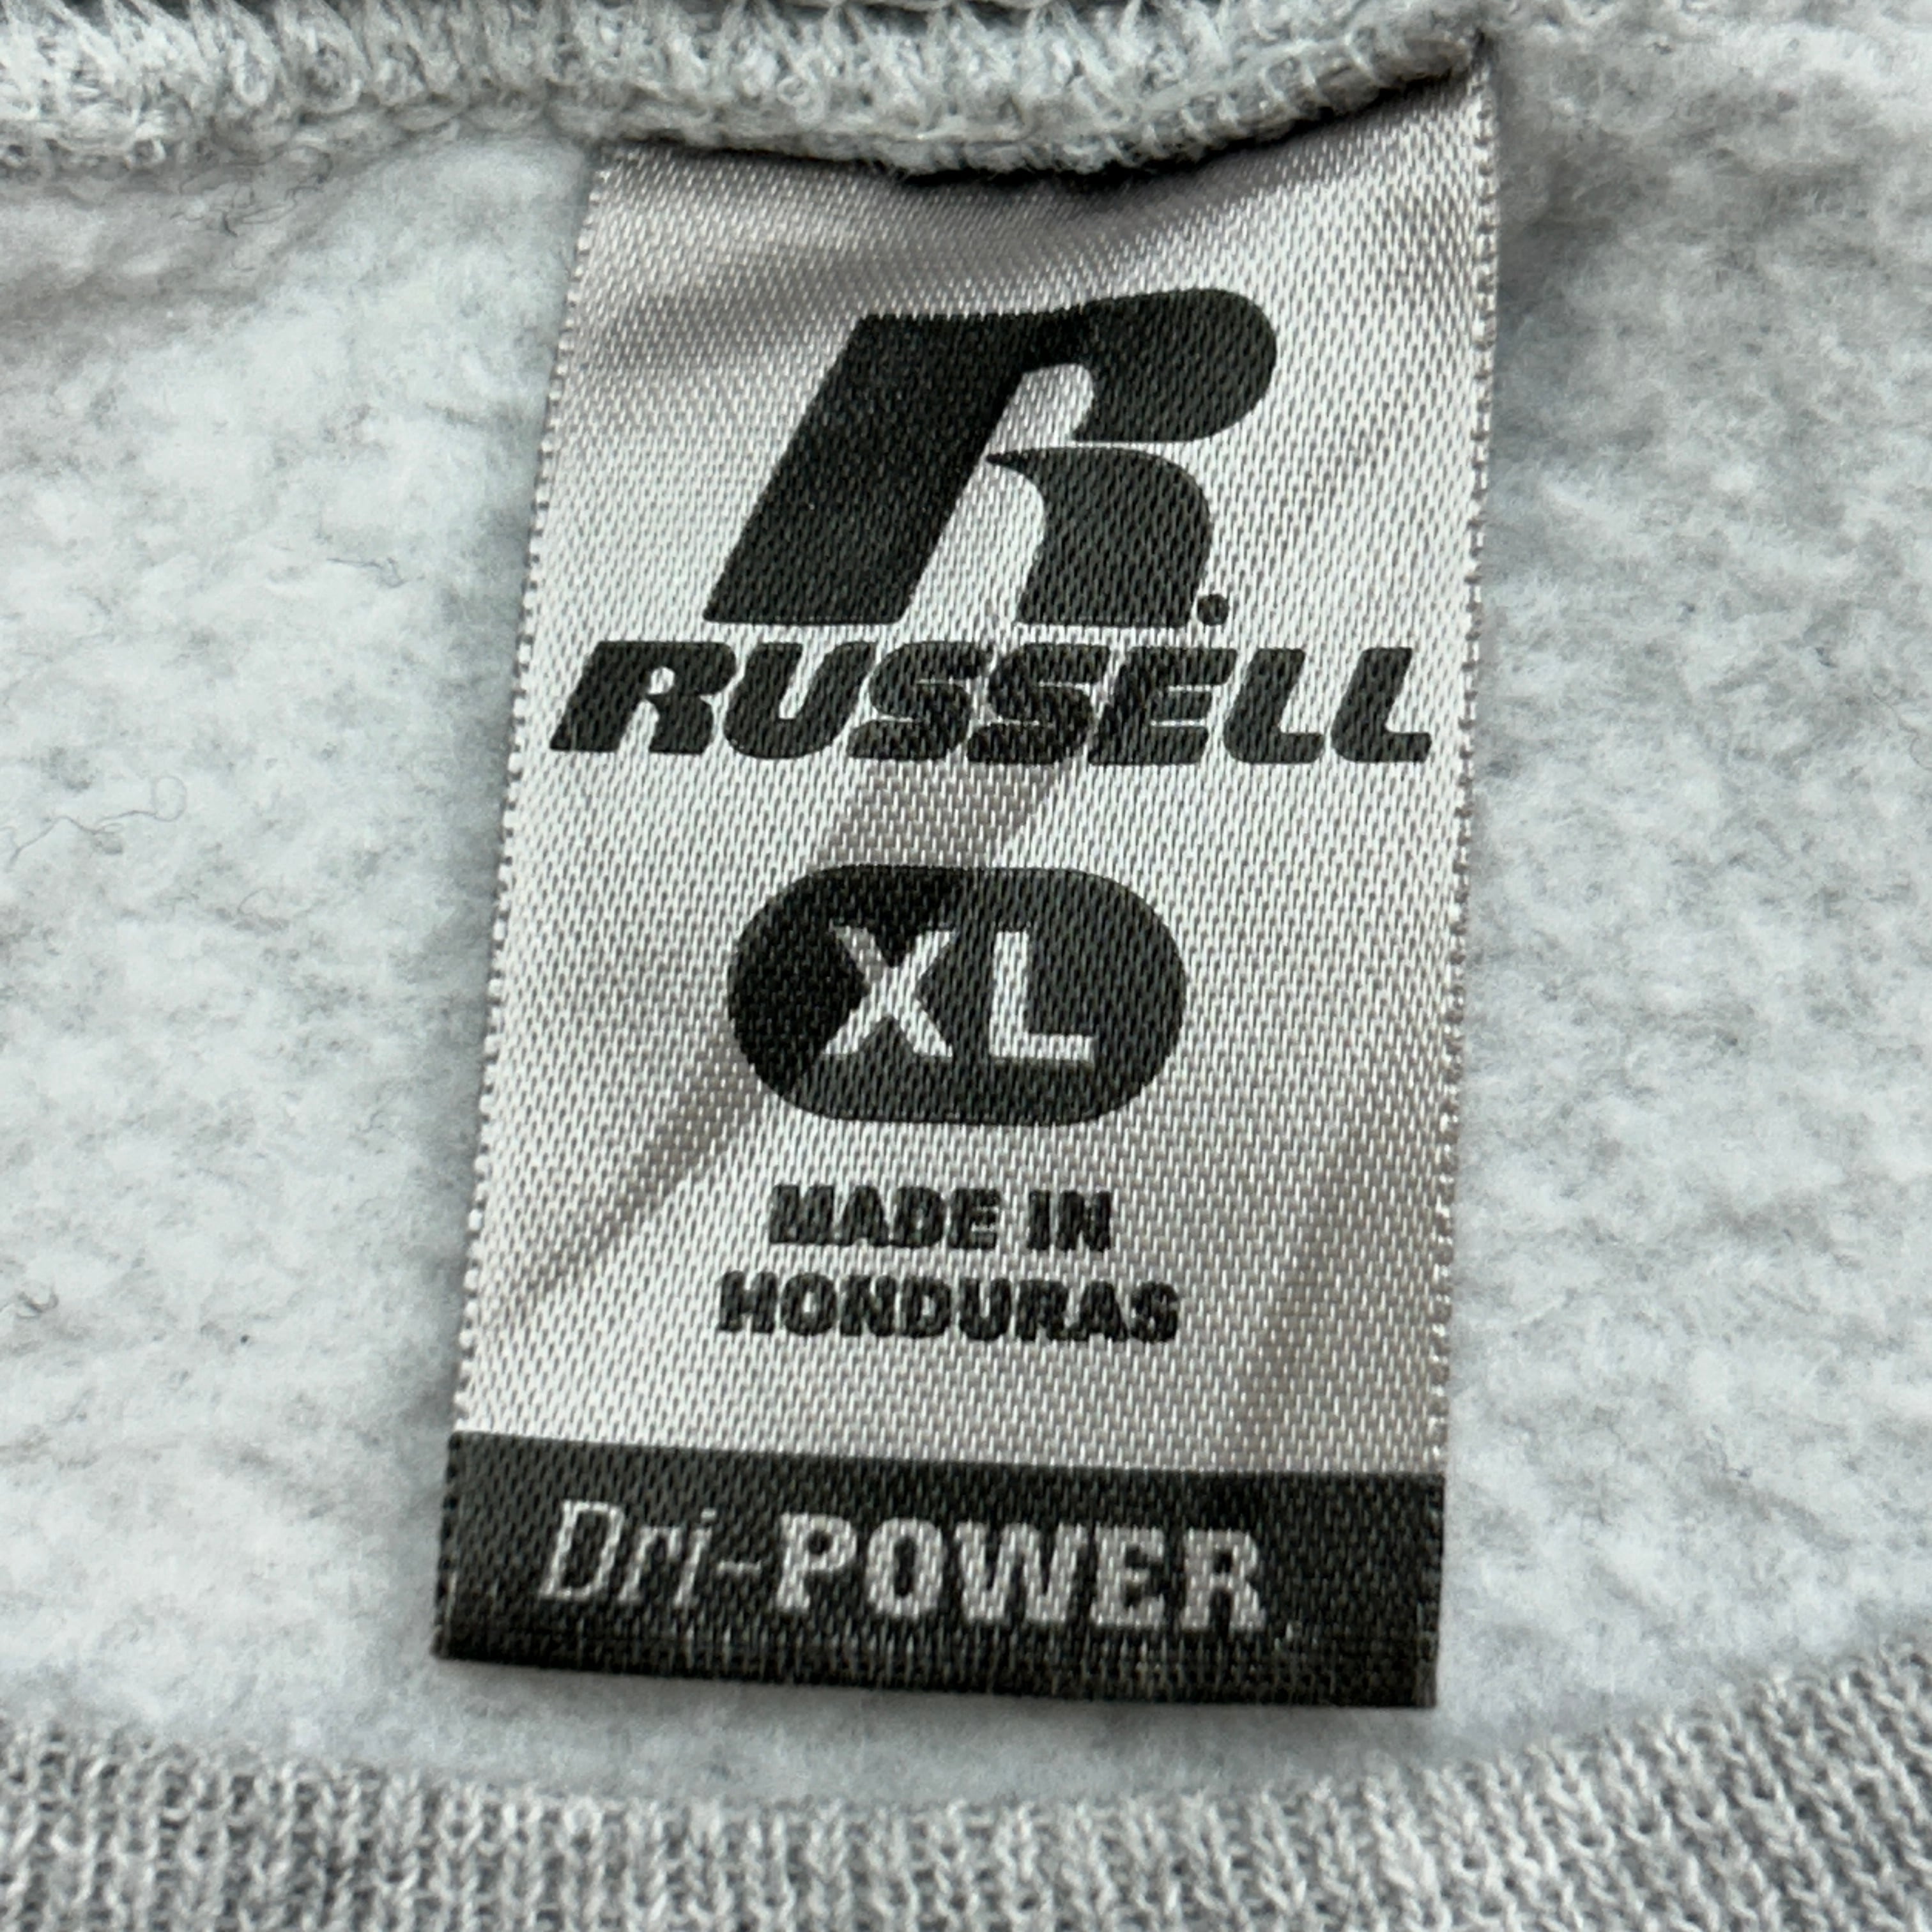 R.
RUSSELL
XL
MADE IN
HONDURAS
Dri-POWER